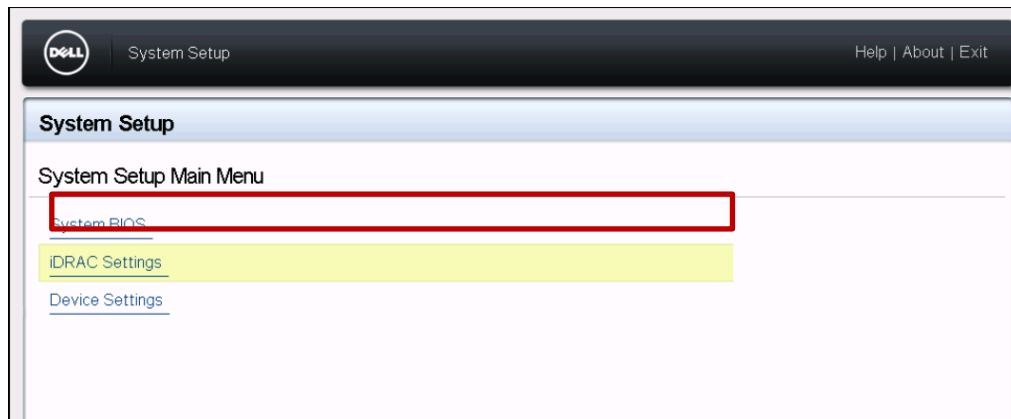 DELL System Setup Help | About | Exit
System Setup
System Setup Main Menu
System BIOS
iDRAC Settings
Device Settings